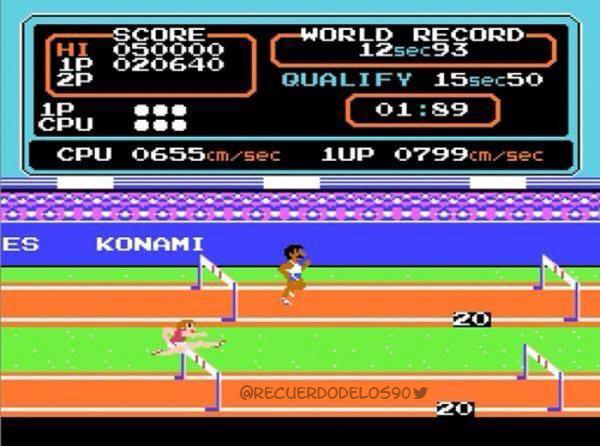 SCORE
HI 050000
1P 020640
2P
WORLD RECORD
12sec93
QUALIFY 15sec50
1P
CPU
01:89
CPU 0655cm/sec 1UP 0799cm/sec
ES KONAMI
20
@RECUERDODELOS90
20